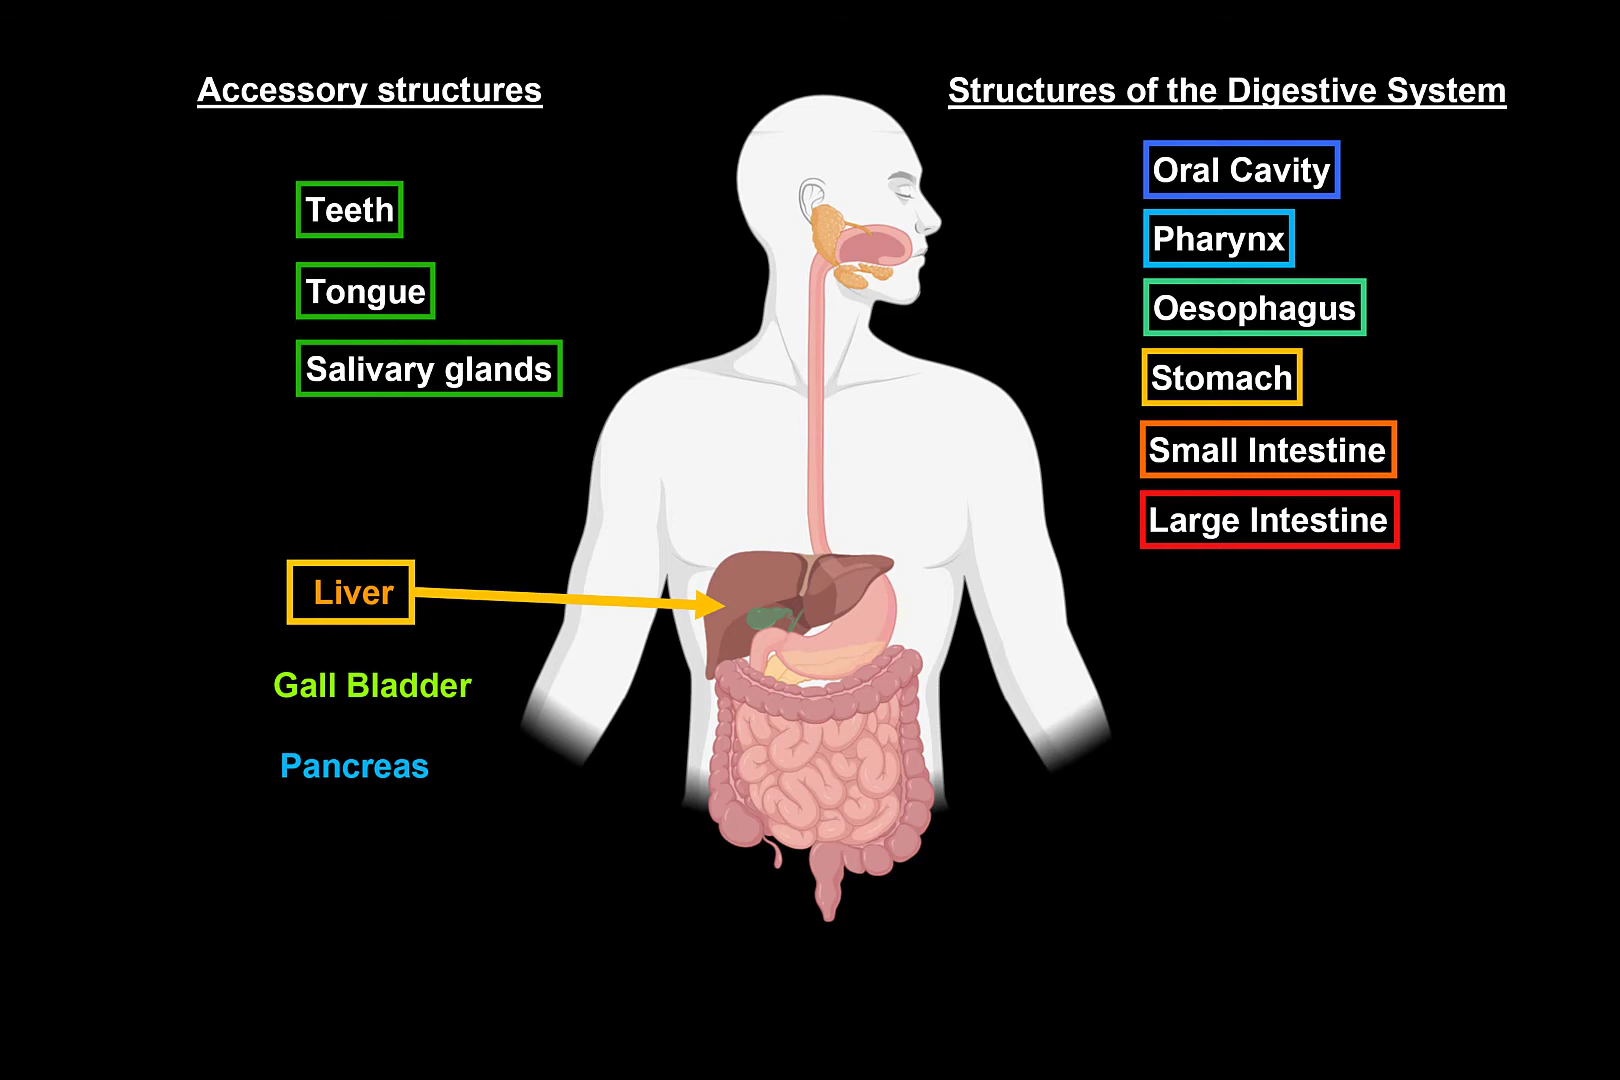 Accessory structures
Teeth
Tongue
Salivary glands
Liver
Gall Bladder
Pancreas
Structures of the Digestive System
Oral Cavity
Pharynx
Oesophagus
Stomach
Small Intestine
Large Intestine